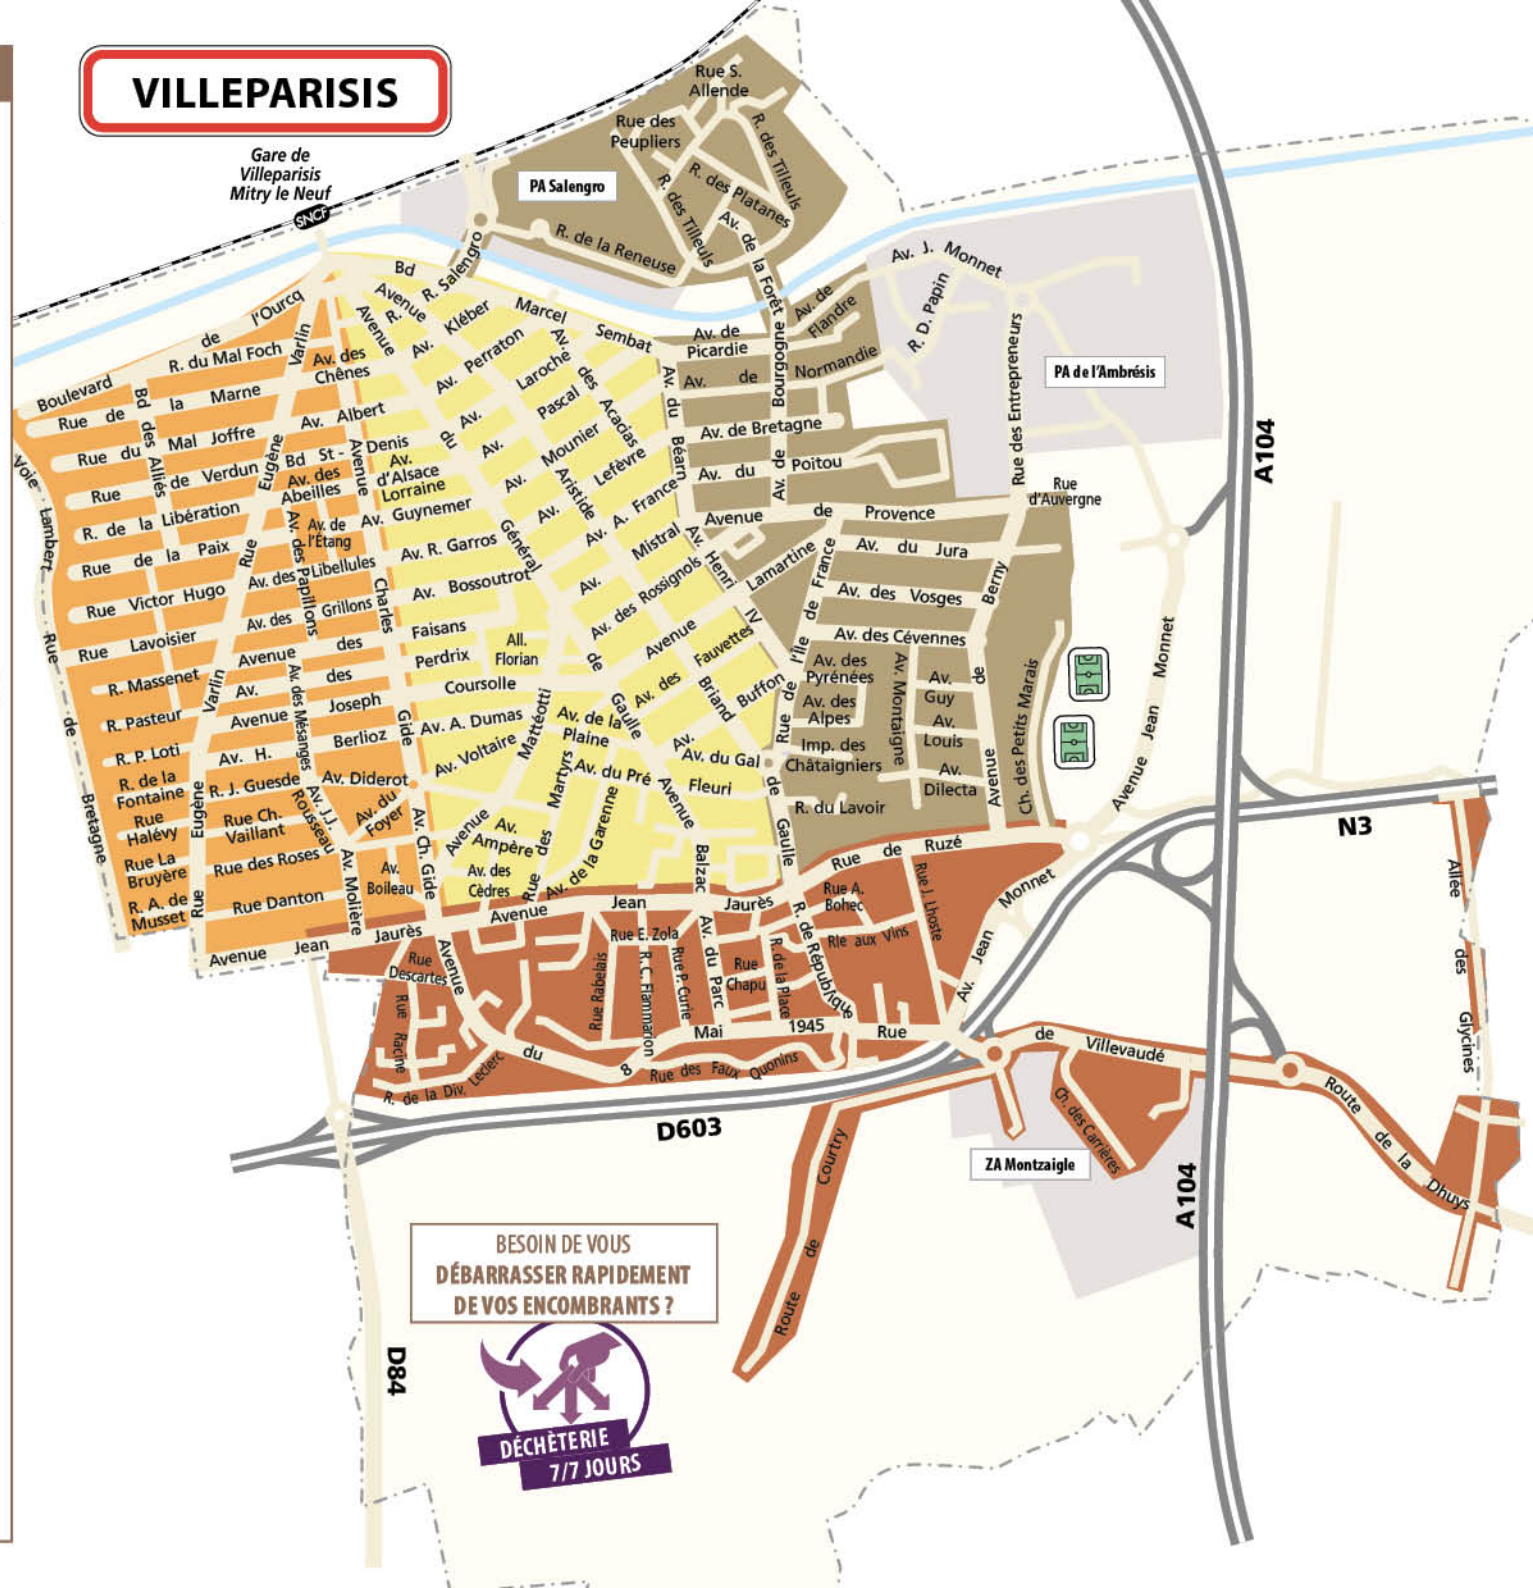 VILLEPARISIS
Gare de
Villeparisis
Mitry le Neuf
SNCF
PA Salengro
Rue S.
Allende
Rue des
Peupliers
R. des Tilleuls
R. des Platanes
R. des Tilleuls
R. de la Reneuse
Av. de la Forêt
Av. J. Monnet
R. D. Papin
Rue des Entrepreneurs
PA de l'Ambrésis
A104
Bd Marcel Sembat
R. Salengro
Avenue
R.
Av. Kléber
Av. Perraton
Av. Laroche
Av. Pascal
Av. Mounier
Av. Lefèvre
Av. A. France
Av. Mistral
Av. des Rossignols
Avenue des Fauvettes
Av. des Acacias
Aristide Briand
Avenue du Général de Gaulle
Av. Buffon
Av. du Béarn
Av. Henri IV
Lamartine
Av. de
Picardie
Av. de
Flandre
Av. de Normandie
Av. de Bourgogne
Av. de Bretagne
Av. du Poitou
Avenue de Provence
Rue
d'Auvergne
Av. du Jura
Av. des Vosges
Av. des Cévennes
Avenue de Berny
Rue de l'Île de France
Av. des
Pyrénées
Av. des
Alpes
Imp. des
Châtaigniers
R. du Lavoir
Av. Montaigne
Av.
Guy
Av.
Louis
Av.
Dilecta
Ch. des Petits Marais
Avenue Jean Monnet
Boulevard de l'Ourcq
R. du Mal Foch
Rue de la Marne
Rue du Mal Joffre
Rue de Verdun
R. de la Libération
Rue de la Paix
Rue Victor Hugo
Rue Lavoisier
R. Massenet
R. Pasteur
R. P. Loti
R. de la
Fontaine
Rue
Halévy
Rue La
Bruyère
R. A. de
Musset
Voie Lambert
Rue de Bretagne
Bd des Alliés
Rue Eugène Varlin
Rue Eugène Varlin
Av. des
Chênes
Av. Albert
Bd St-Denis
Av. des
Abeilles
Av.
d'Alsace
Lorraine
Av. de
l'Étang
Av. Guynemer
Av. R. Garros
Av. Bossoutrot
Av. des Libellules
Av. des Grillons
Av. des Papillons
Avenue des Faisans
Av. des Perdrix
All.
Florian
Avenue Joseph Coursolle
Av. H. Berlioz
Av. A. Dumas
Av. Voltaire
Av. des Mésanges
Avenue Charles Gide
R. J. Guesde
Av. Diderot
Rue Ch.
Vaillant
Av. J.J.
Rousseau
Av. du
Foyer
Rue des Roses
Rue Danton
Av. Molière
Av.
Boileau
Av. Ch. Gide
Avenue Mattéotti
Av.
Ampère
Av. des
Cèdres
Rue des Martyrs
Av. de la
Plaine
Av. du Pré Fleuri
Av. de la Garenne
Avenue Balzac
Av. du Gal de Gaulle
Avenue Jean Jaurès
Avenue Jean Jaurès
Rue de Ruzé
Rue A.
Bohec
Rue J. Lhoste
Rle aux Vins
R. de République
R. de la Place
Rue
Chapu
Av. du Parc
Rue P. Curie
Rue E. Zola
R. C. Flammarion
Rue Rabelais
Rue
Descartes
Rue Racine
R. de la Div. Leclerc
Avenue du 8 Mai 1945
Rue des Faux Quonins
Av. Jean Monnet
Rue de Villevaudé
Ch. des Carrières
ZA Montzaigle
Route de Courtry
Route de la Dhuys
Allée des Glycines
N3
D603
A104
D84
BESOIN DE VOUS
DÉBARRASSER RAPIDEMENT
DE VOS ENCOMBRANTS ?
DÉCHÈTERIE
7/7 JOURS